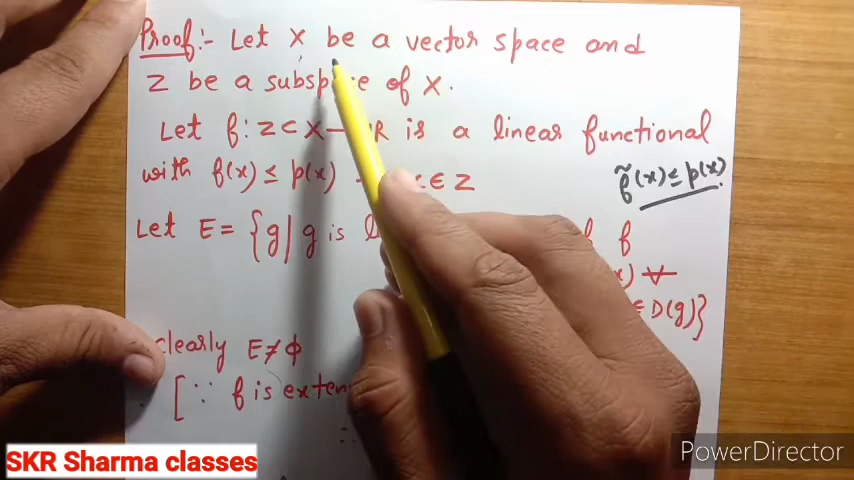 Proof:- Let X be a vector space and
Z be a subspace of X.
Let f: Z ⊂ X → R is a linear functional
with f(x) ≤ p(x) ∈ Z
f̃(x) ≤ p(x).
Let E = {g| g is f
x) ∀
∈ D(g)}
clearly E ≠ ϕ
[∵ f is exten
∴
SKR Sharma classes
PowerDirector